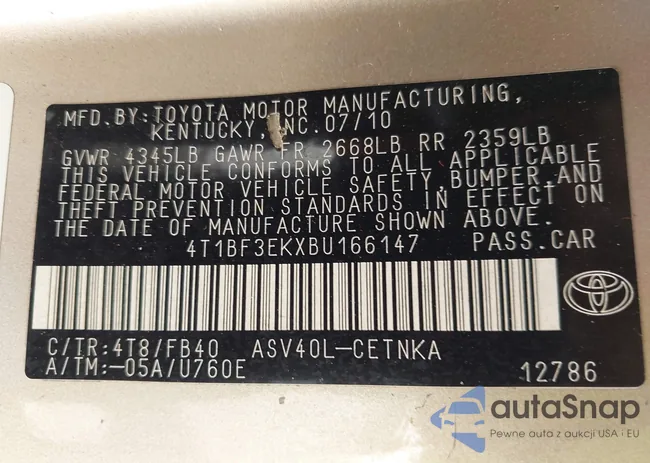 MFD. BY: TOYOTA MOTOR MANUFACTURING,
KENTUCKY, INC. 07/10
GVWR 4345LB GAWR FR 2668LB RR 2359LB
THIS VEHICLE CONFORMS TO ALL APPLICABLE
FEDERAL MOTOR VEHICLE SAFETY, BUMPER, AND
THEFT PREVENTION STANDARDS IN EFFECT ON
THE DATE OF MANUFACTURE SHOWN ABOVE.
4T1BF3EKXBU166147 PASS. CAR
C/TR: 4T8/FB40 ASV40L-CETNKA
A/TM: -05A/U760E 12786
autaSnap
Pewne auta z aukcji USA i EU